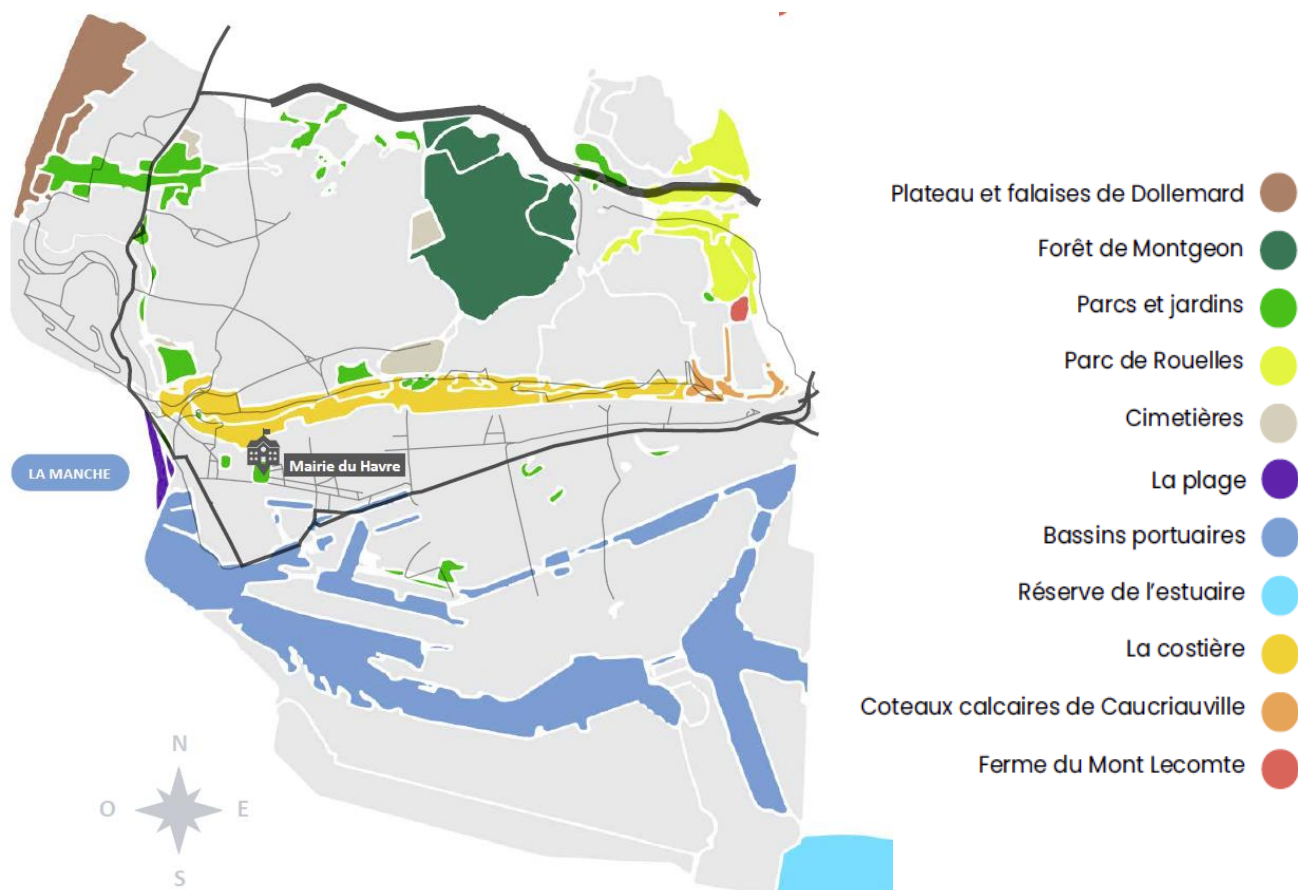 Plateau et falaises de Dollemard
Forêt de Montgeon
Parcs et jardins
Parc de Rouelles
Cimetières
La plage
Bassins portuaires
Réserve de l'estuaire
La costière
Coteaux calcaires de Caucriauville
Ferme du Mont Lecomte
Mairie du Havre
LA MANCHE
N
O
E
S